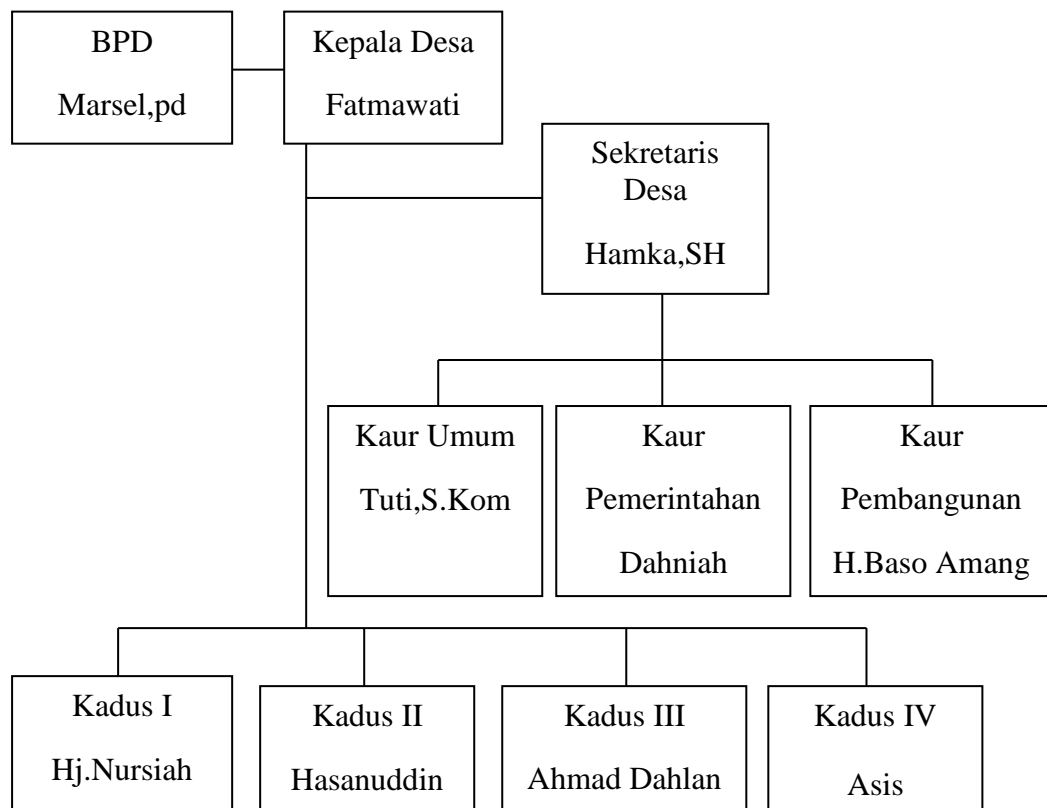 BPD
Marsel,pd
Kepala Desa
Fatmawati
Sekretaris
Desa
Hamka,SH
Kaur Umum
Tuti,S.Kom
Kaur
Pemerintahan
Dahniah
Kaur
Pembangunan
H.Baso Amang
Kadus I
Hj.Nursiah
Kadus II
Hasanuddin
Kadus III
Ahmad Dahlan
Kadus IV
Asis